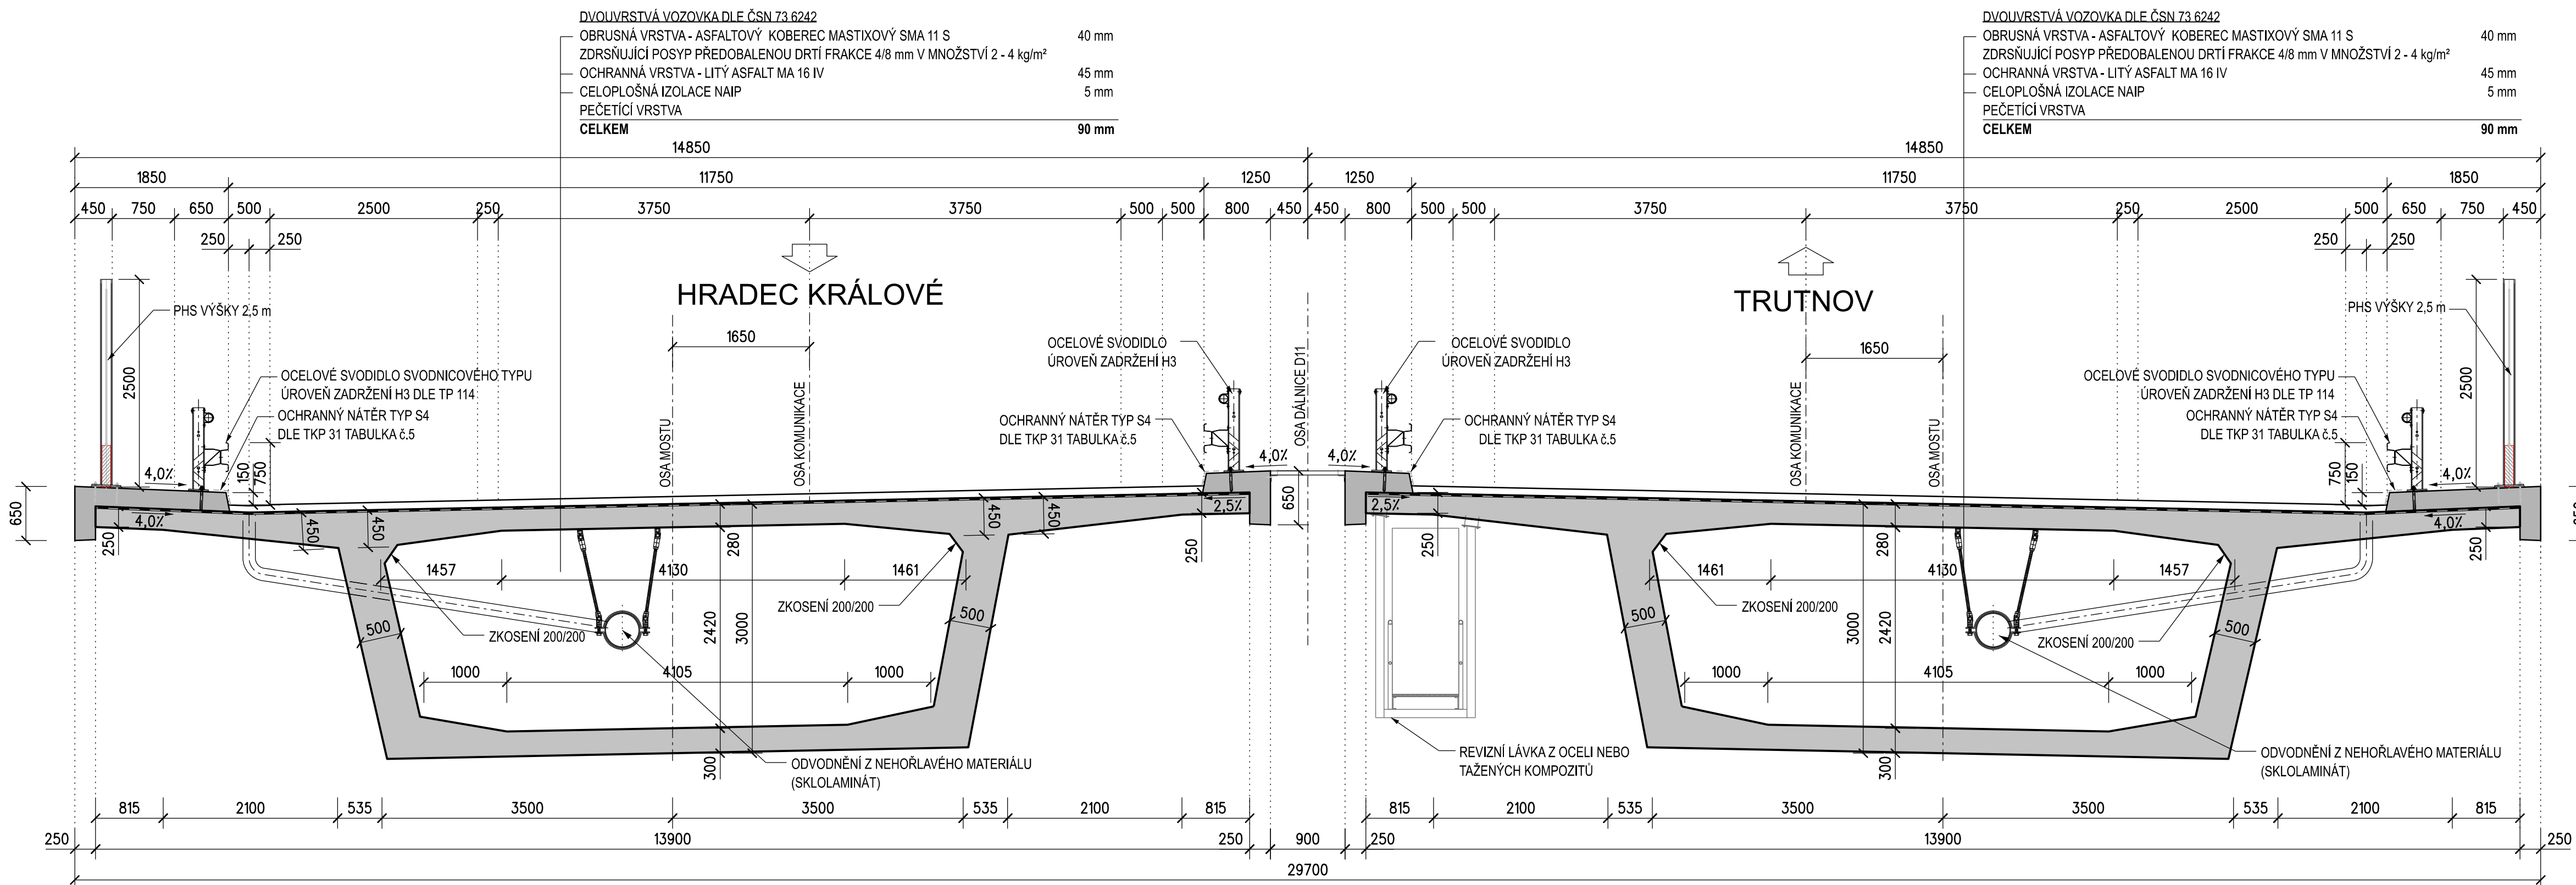 DVOUVRSTVÁ VOZOVKA DLE ČSN 73 6242
OBRUSNÁ VRSTVA - ASFALTOVÝ KOBEREC MASTIXOVÝ SMA 11 S 40 mm
ZDRSŇUJÍCÍ POSYP PŘEDOBALENOU DRTÍ FRAKCE 4/8 mm V MNOŽSTVÍ 2 - 4 kg/m²
OCHRANNÁ VRSTVA - LITÝ ASFALT MA 16 IV 45 mm
CELOPLOŠNÁ IZOLACE NAIP 5 mm
PEČETÍCÍ VRSTVA
CELKEM 90 mm
DVOUVRSTVÁ VOZOVKA DLE ČSN 73 6242
OBRUSNÁ VRSTVA - ASFALTOVÝ KOBEREC MASTIXOVÝ SMA 11 S 40 mm
ZDRSŇUJÍCÍ POSYP PŘEDOBALENOU DRTÍ FRAKCE 4/8 mm V MNOŽSTVÍ 2 - 4 kg/m²
OCHRANNÁ VRSTVA - LITÝ ASFALT MA 16 IV 45 mm
CELOPLOŠNÁ IZOLACE NAIP 5 mm
PEČETÍCÍ VRSTVA
CELKEM 90 mm
14850 14850
1850 11750 1250 1250 11750 1850
450 750 650 500 2500 250 3750 3750 500 500 800 450 450 800 500 500 3750 3750 250 2500 500 650 750 450
250 250 250 250
HRADEC KRÁLOVÉ
TRUTNOV
PHS VÝŠKY 2,5 m
PHS VÝŠKY 2,5 m
1650
1650
2500
2500
OCELOVÉ SVODIDLO
ÚROVEŇ ZADRŽEHÍ H3
OCELOVÉ SVODIDLO
ÚROVEŇ ZADRŽEHÍ H3
OCELOVÉ SVODIDLO SVODNICOVÉHO TYPU
ÚROVEŇ ZADRŽENÍ H3 DLE TP 114
OCHRANNÝ NÁTĚR TYP S4
DLE TKP 31 TABULKA č.5
OCHRANNÝ NÁTĚR TYP S4
DLE TKP 31 TABULKA č.5
OCHRANNÝ NÁTĚR TYP S4
DLE TKP 31 TABULKA č.5
OCELOVÉ SVODIDLO SVODNICOVÉHO TYPU
ÚROVEŇ ZADRŽENÍ H3 DLE TP 114
OCHRANNÝ NÁTĚR TYP S4
DLE TKP 31 TABULKA č.5
OSA MOSTU
OSA KOMUNIKACE
OSA DÁLNICE D11
OSA KOMUNIKACE
OSA MOSTU
4,0% 150 750 4,0% 4,0% 750 150 4,0%
650 650
4,0% 2,5% 2,5% 4,0%
250 450 450 280 450 250 250 280 250
1457 4130 1461 1461 4130 1457
ZKOSENÍ 200/200
ZKOSENÍ 200/200
ZKOSENÍ 200/200
ZKOSENÍ 200/200
500 2420 3000 500 500 3000 2420 500
1000 4105 1000 1000 4105 1000
300 300
ODVODNĚNÍ Z NEHOŘLAVÉHO MATERIÁLU
(SKLOLAMINÁT)
REVIZNÍ LÁVKA Z OCELI NEBO
TAŽENÝCH KOMPOZITŮ
ODVODNĚNÍ Z NEHOŘLAVÉHO MATERIÁLU
(SKLOLAMINÁT)
815 2100 535 3500 3500 535 2100 815 815 2100 535 3500 3500 535 2100 815
250 13900 250 900 250 13900 250
29700